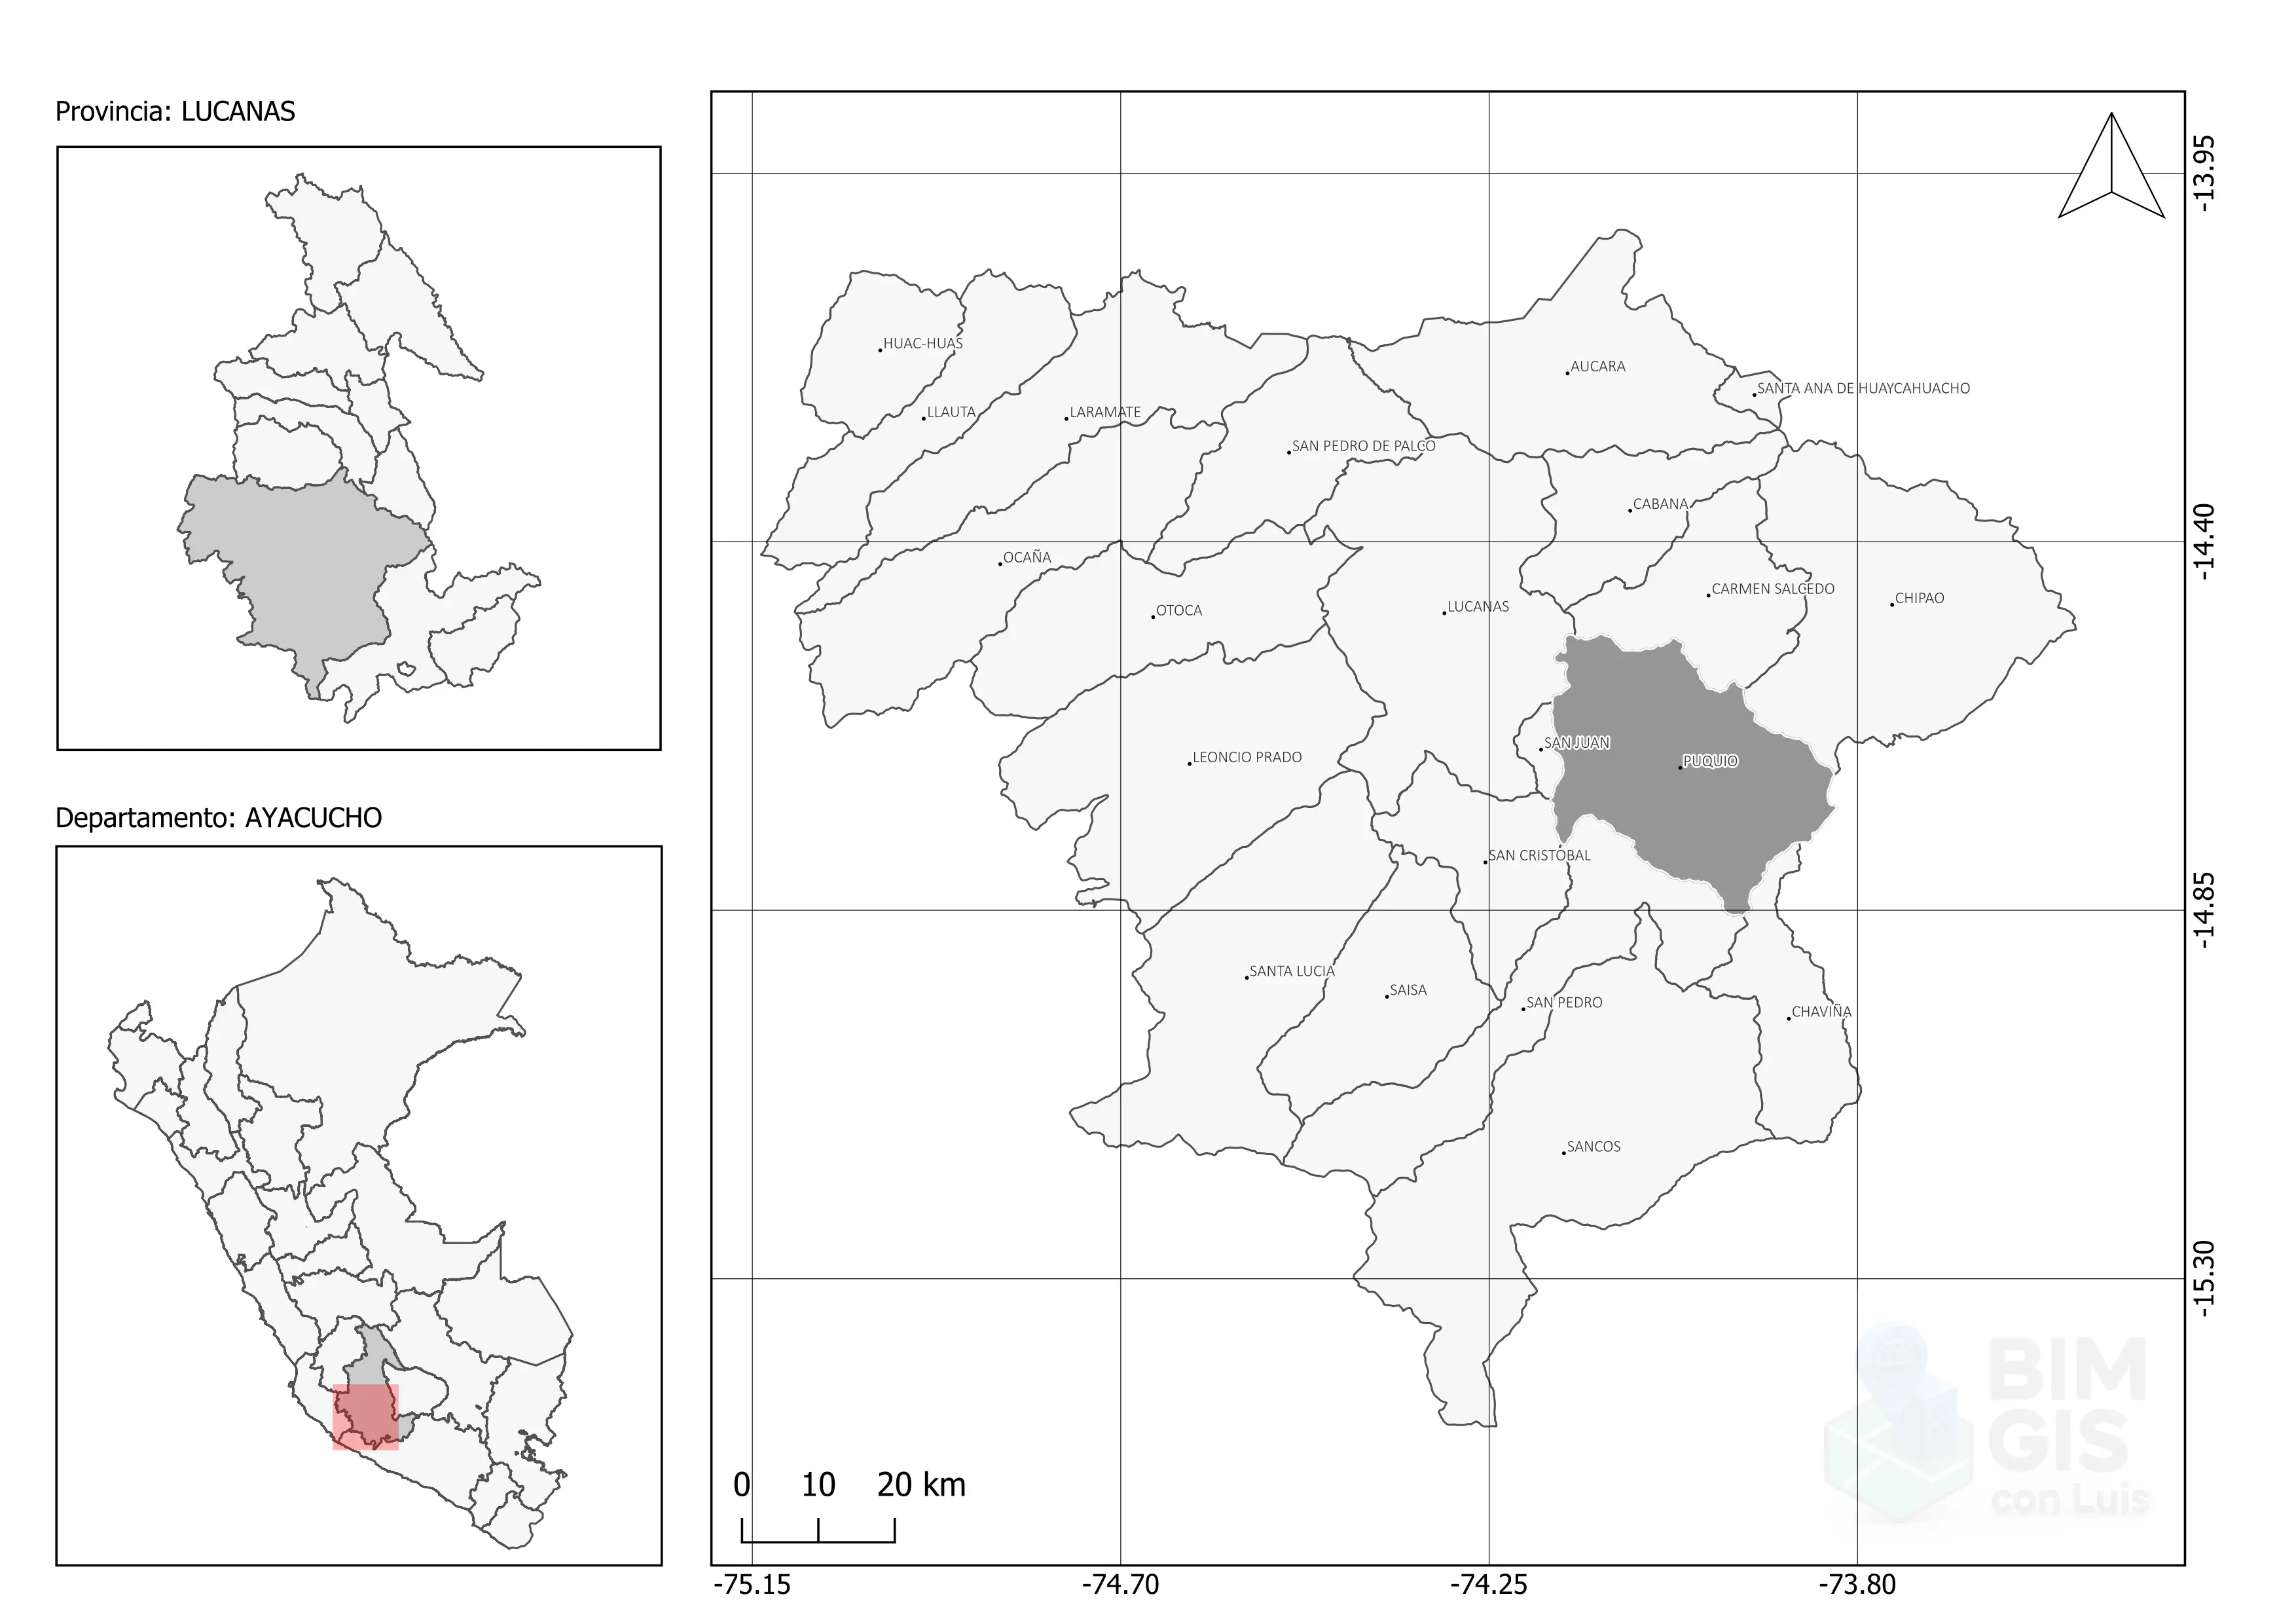 Provincia: LUCANAS
Departamento: AYACUCHO
HUAC-HUAS
AUCARA
SANTA ANA DE HUAYCAHUACHO
LLAUTA
LARAMATE
SAN PEDRO DE PALCO
CABANA
OCAÑA
CARMEN SALCEDO
CHIPAO
OTOCA
LUCANAS
SAN JUAN
LEONCIO PRADO
PUQUIO
SAN CRISTOBAL
SANTA LUCIA
SAISA
SAN PEDRO
CHAVIÑA
SANCOS
-13.95
-14.40
-14.85
-15.30
0 10 20 km
-75.15 -74.70 -74.25 -73.80
BIM
GIS
con Luis